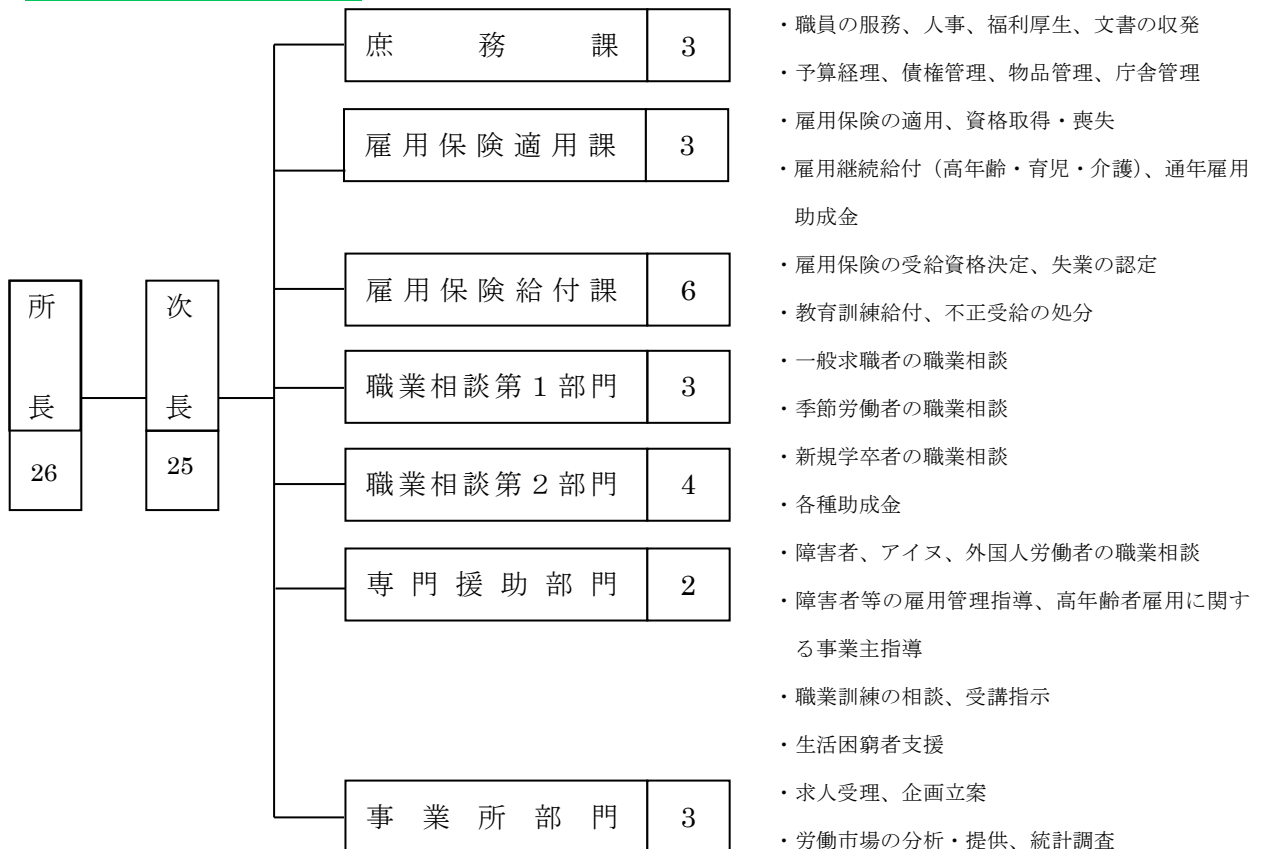 庶務課 3
・職員の服務、人事、福利厚生、文書の収発
・予算経理、債権管理、物品管理、庁舎管理
雇用保険適用課 3
・雇用保険の適用、資格取得・喪失
・雇用継続給付（高年齢・育児・介護）、通年雇用
助成金
所長 26
次長 25
雇用保険給付課 6
・雇用保険の受給資格決定、失業の認定
・教育訓練給付、不正受給の処分
職業相談第１部門 3
・一般求職者の職業相談
・季節労働者の職業相談
職業相談第２部門 4
・新規学卒者の職業相談
・各種助成金
専門援助部門 2
・障害者、アイヌ、外国人労働者の職業相談
・障害者等の雇用管理指導、高年齢者雇用に関す
る事業主指導
・職業訓練の相談、受講指示
・生活困窮者支援
事業所部門 3
・求人受理、企画立案
・労働市場の分析・提供、統計調査